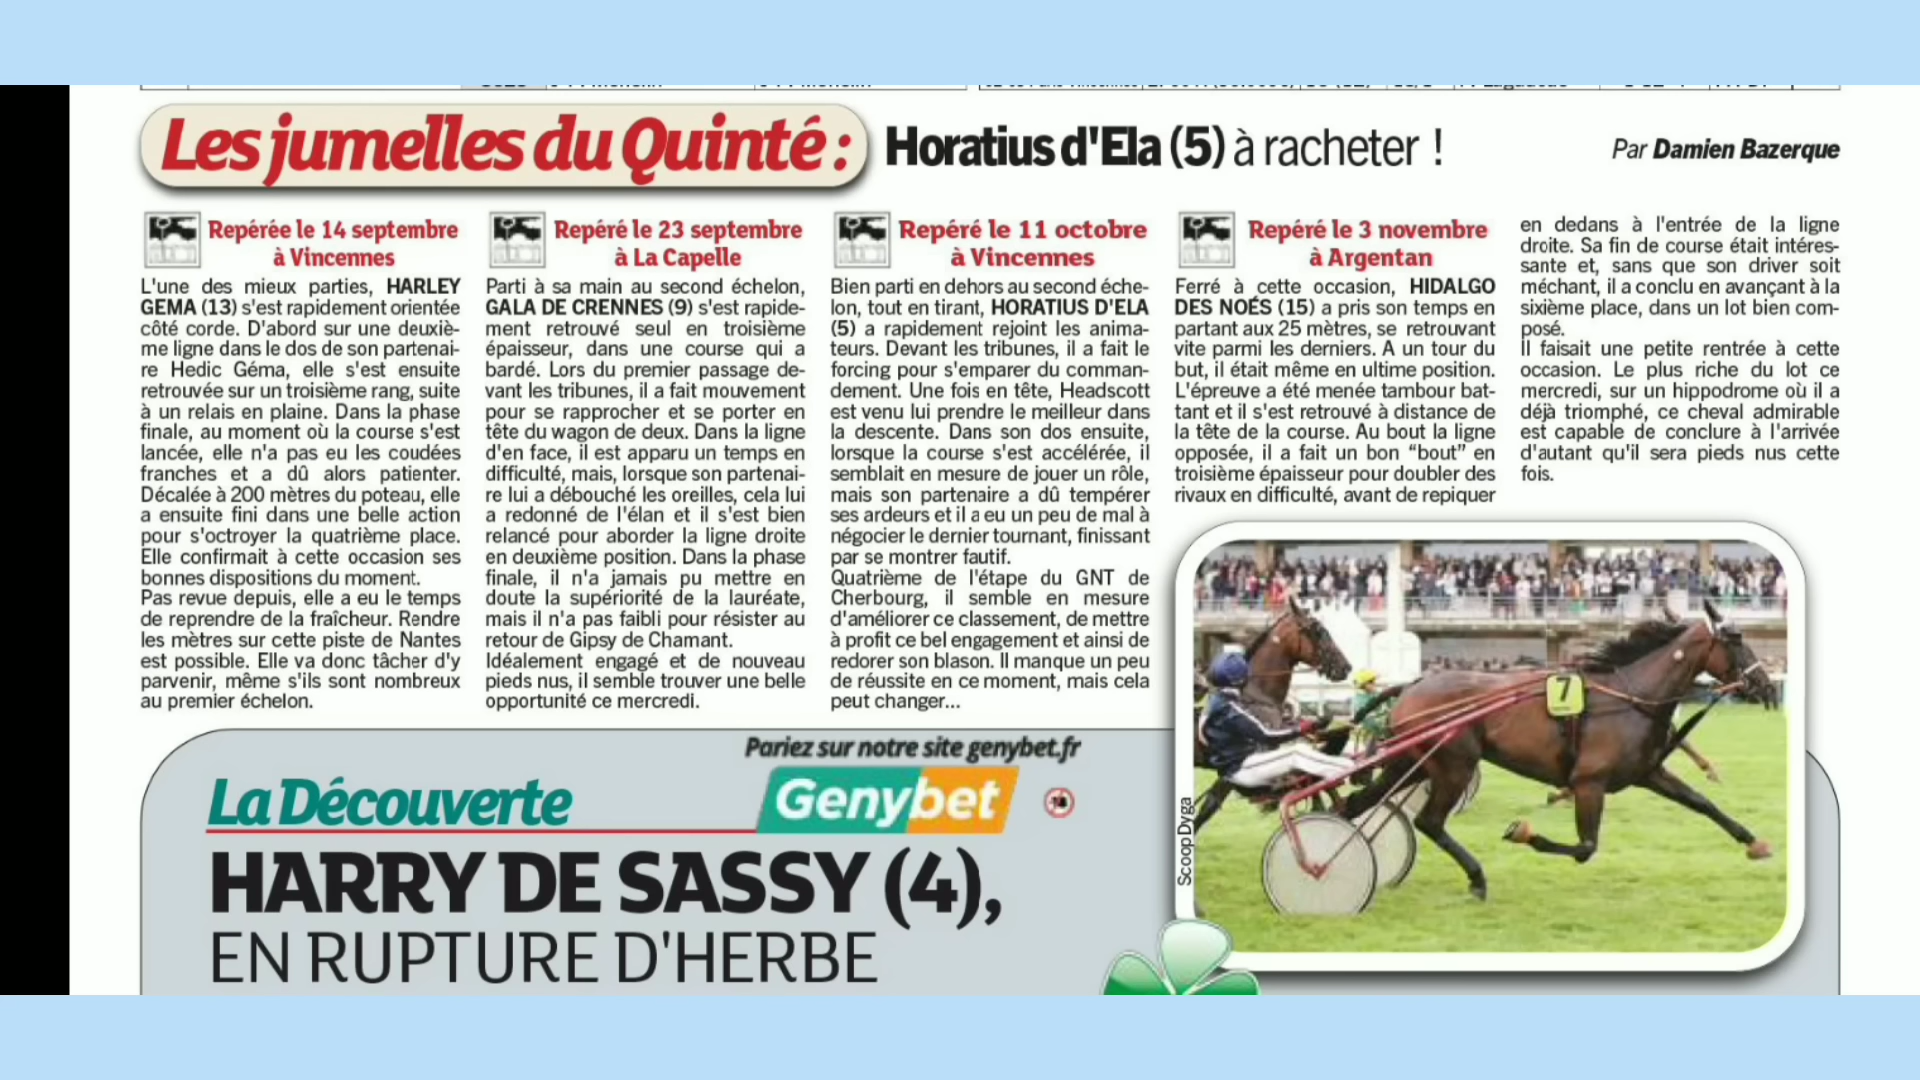 Les jumelles du Quinté :
Horatius d'Ela (5) à racheter !
Par Damien Bazerque
Repérée le 14 septembre
à Vincennes
L'une des mieux parties, HARLEY
GEMA (13) s'est rapidement orientée
côté corde. D'abord sur une deuxiè-
me ligne dans le dos de son partenai-
re Hedic Géma, elle s'est ensuite
retrouvée sur un troisième rang, suite
à un relais en plaine. Dans la phase
finale, au moment où la course s'est
lancée, elle n'a pas eu les coudées
franches et a dû alors patienter.
Décalée à 200 mètres du poteau, elle
a ensuite fini dans une belle action
pour s'octroyer la quatrième place.
Elle confirmait à cette occasion ses
bonnes dispositions du moment.
Pas revue depuis, elle a eu le temps
de reprendre de la fraîcheur. Rendre
les mètres sur cette piste de Nantes
est possible. Elle va donc tâcher d'y
parvenir, même s'ils sont nombreux
au premier échelon.
Repéré le 23 septembre
à La Capelle
Parti à sa main au second échelon,
GALA DE CRENNES (9) s'est rapide-
ment retrouvé seul en troisième
épaisseur, dans une course qui a
bardé. Lors du premier passage de-
vant les tribunes, il a fait mouvement
pour se rapprocher et se porter en
tête du wagon de deux. Dans la ligne
d'en face, il est apparu un temps en
difficulté, mais, lorsque son partenai-
re lui a débouché les oreilles, cela lui
a redonné de l'élan et il s'est bien
relancé pour aborder la ligne droite
en deuxième position. Dans la phase
finale, il n'a jamais pu mettre en
doute la supériorité de la lauréate,
mais il n'a pas faibli pour résister au
retour de Gipsy de Chamant.
Idéalement engagé et de nouveau
pieds nus, il semble trouver une belle
opportunité ce mercredi.
Repéré le 11 octobre
à Vincennes
Bien parti en dehors au second éche-
lon, tout en tirant, HORATIUS D'ELA
(5) a rapidement rejoint les anima-
teurs. Devant les tribunes, il a fait le
forcing pour s'emparer du comman-
dement. Une fois en tête, Headscott
est venu lui prendre le meilleur dans
la descente. Dans son dos ensuite,
lorsque la course s'est accélérée, il
semblait en mesure de jouer un rôle,
mais son partenaire a dû tempérer
ses ardeurs et il a eu un peu de mal à
négocier le dernier tournant, finissant
par se montrer fautif.
Quatrième de l'étape du GNT de
Cherbourg, il semble en mesure
d'améliorer ce classement, de mettre
à profit ce bel engagement et ainsi de
redorer son blason. Il manque un peu
de réussite en ce moment, mais cela
peut changer...
Repéré le 3 novembre
à Argentan
Ferré à cette occasion, HIDALGO
DES NOÉS (15) a pris son temps en
partant aux 25 mètres, se retrouvant
vite parmi les derniers. A un tour du
but, il était même en ultime position.
L'épreuve a été menée tambour bat-
tant et il s'est retrouvé à distance de
la tête de la course. Au bout la ligne
opposée, il a fait un bon "bout" en
troisième épaisseur pour doubler des
rivaux en difficulté, avant de repiquer
en dedans à l'entrée de la ligne
droite. Sa fin de course était intéres-
sante et, sans que son driver soit
méchant, il a conclu en avançant à la
sixième place, dans un lot bien com-
posé.
Il faisait une petite rentrée à cette
occasion. Le plus riche du lot ce
mercredi, sur un hippodrome où il a
déjà triomphé, ce cheval admirable
est capable de conclure à l'arrivée
d'autant qu'il sera pieds nus cette
fois.
7
ScoopDyga
Pariez sur notre site genybet.fr
La Découverte
Genybet
HARRY DE SASSY (4),
EN RUPTURE D'HERBE